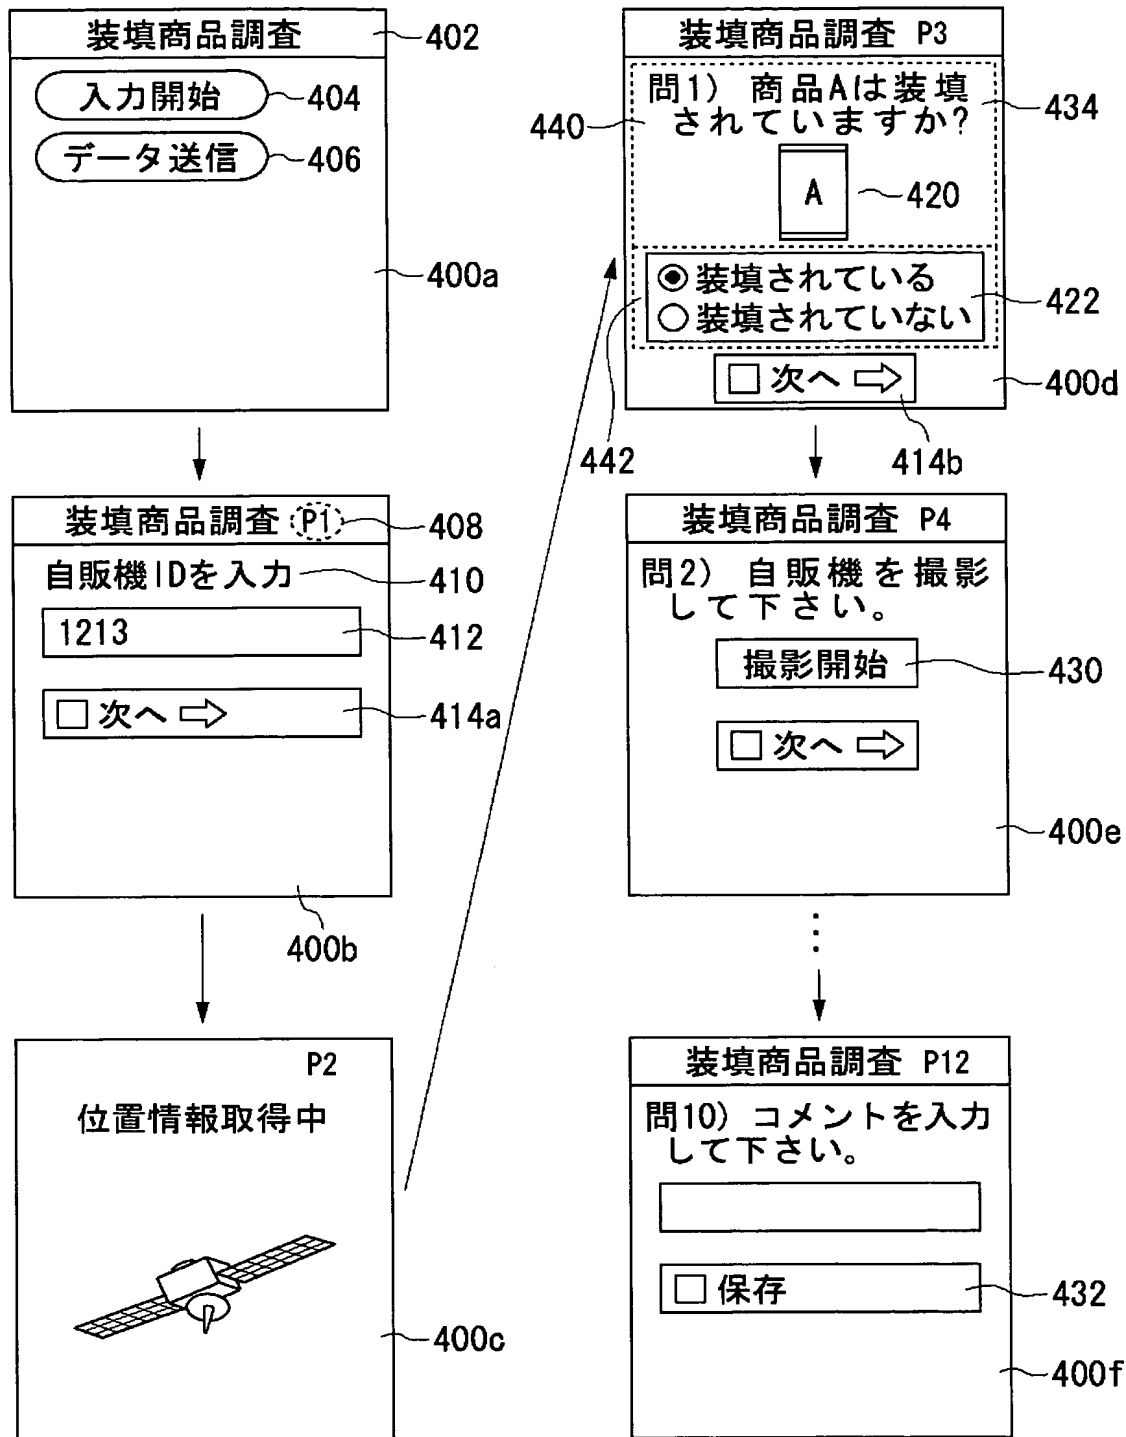 装填商品調査
402
入力開始
404
データ送信
406
400a
装填商品調査 P1
408
自販機IDを入力
410
1213
412
□次へ⇨
414a
400b
P2
位置情報取得中
400c
装填商品調査 P3
問1) 商品Aは装填
されていますか?
434
440
A
420
◉装填されている
○装填されていない
422
442
□次へ⇨
414b
400d
装填商品調査 P4
問2) 自販機を撮影
して下さい。
撮影開始
430
□次へ⇨
400e
装填商品調査 P12
問10) コメントを入力
して下さい。
□保存
432
400f